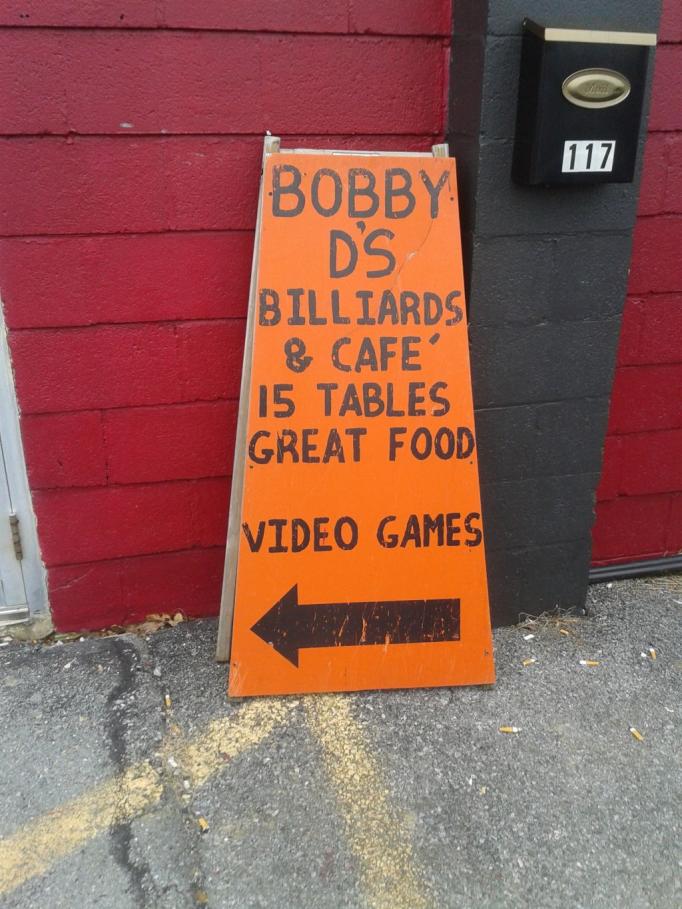 BOBBY
D'S
BILLIARDS
& CAFE´
15 TABLES
GREAT FOOD
VIDEO GAMES
117